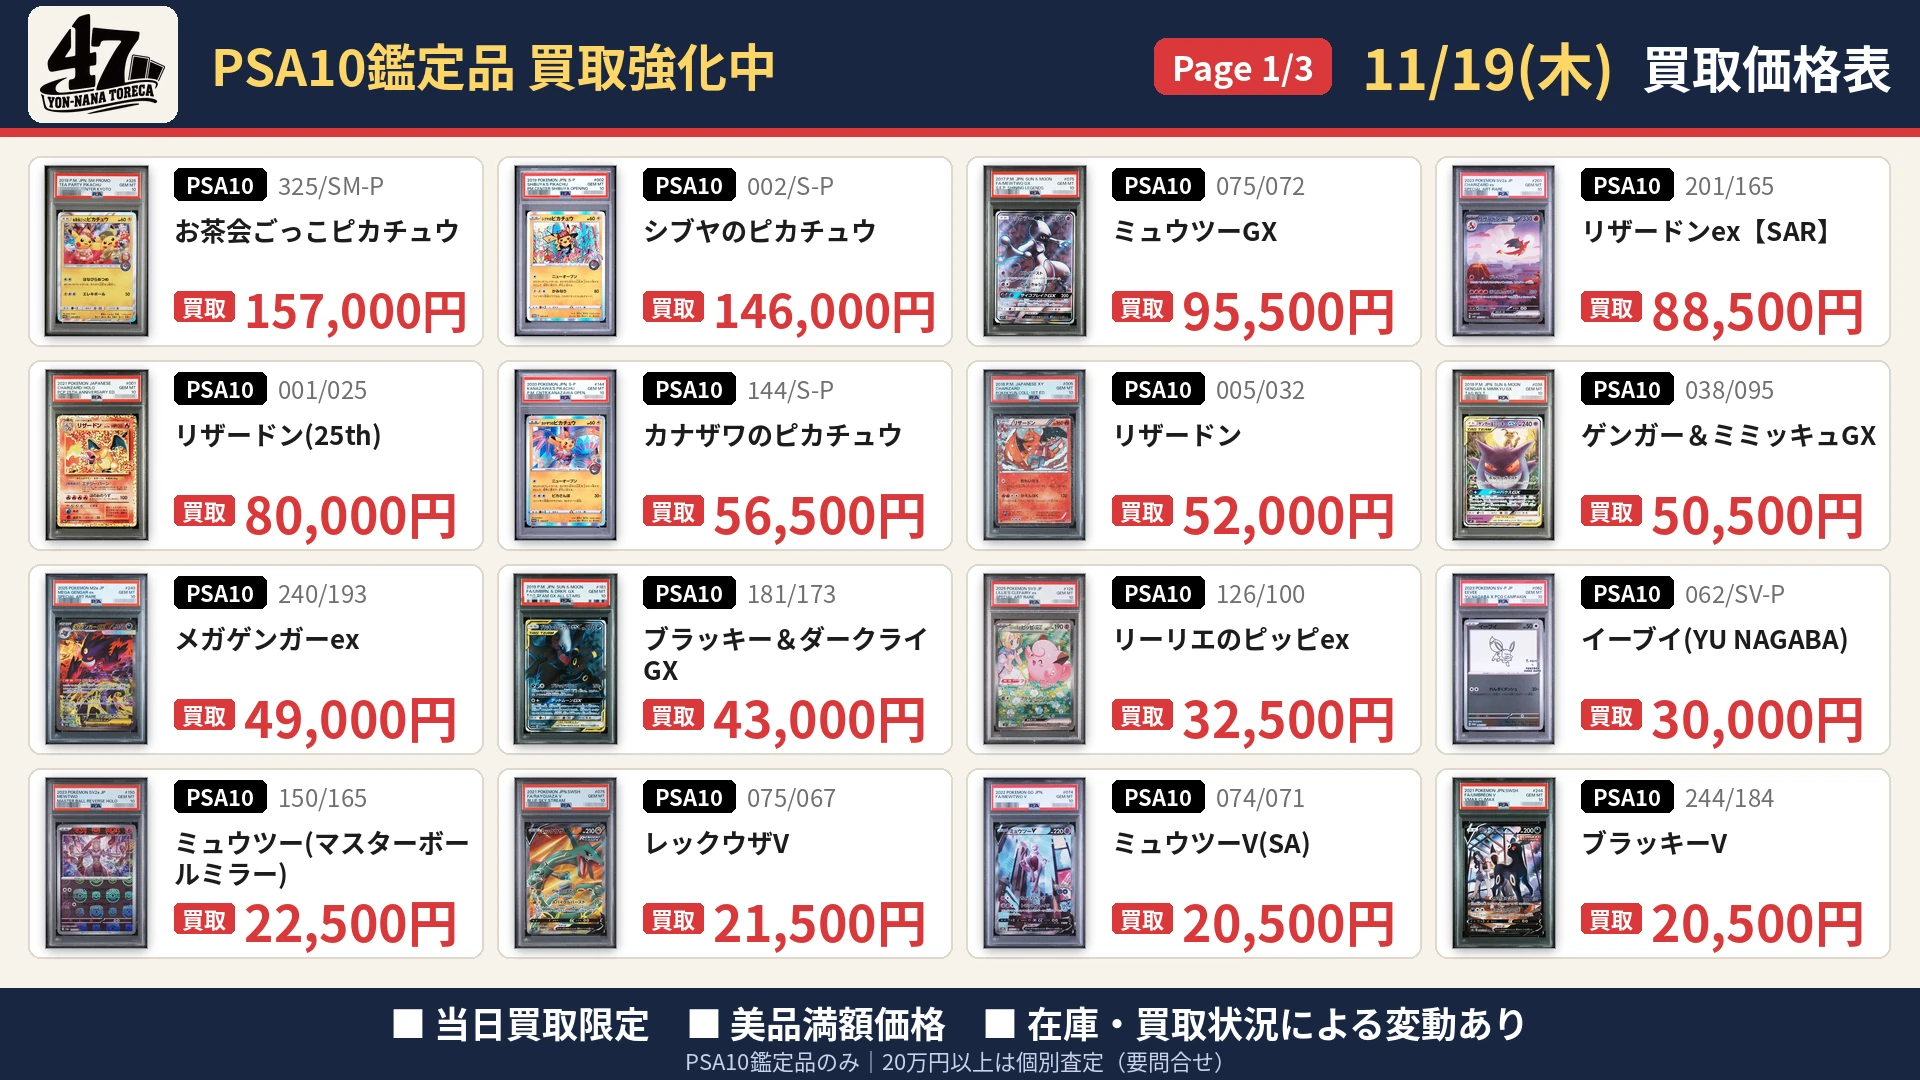 47
YON-NANA TORECA
PSA10鑑定品 買取強化中
Page 1/3
11/19(木) 買取価格表
PSA10 325/SM-P
お茶会ごっこピカチュウ
買取 157,000円
PSA10 002/S-P
シブヤのピカチュウ
買取 146,000円
PSA10 075/072
ミュウツーGX
買取 95,500円
PSA10 201/165
リザードンex【SAR】
買取 88,500円
PSA10 001/025
リザードン(25th)
買取 80,000円
PSA10 144/S-P
カナザワのピカチュウ
買取 56,500円
PSA10 005/032
リザードン
買取 52,000円
PSA10 038/095
ゲンガー＆ミミッキュGX
買取 50,500円
PSA10 240/193
メガゲンガーex
買取 49,000円
PSA10 181/173
ブラッキー＆ダークライ
GX
買取 43,000円
PSA10 126/100
リーリエのピッピex
買取 32,500円
PSA10 062/SV-P
イーブイ(YU NAGABA)
買取 30,000円
PSA10 150/165
ミュウツー(マスターボー
ルミラー)
買取 22,500円
PSA10 075/067
レックウザV
買取 21,500円
PSA10 074/071
ミュウツーV(SA)
買取 20,500円
PSA10 244/184
ブラッキーV
買取 20,500円
■ 当日買取限定 ■ 美品満額価格 ■ 在庫・買取状況による変動あり
PSA10鑑定品のみ｜20万円以上は個別査定（要問合せ）